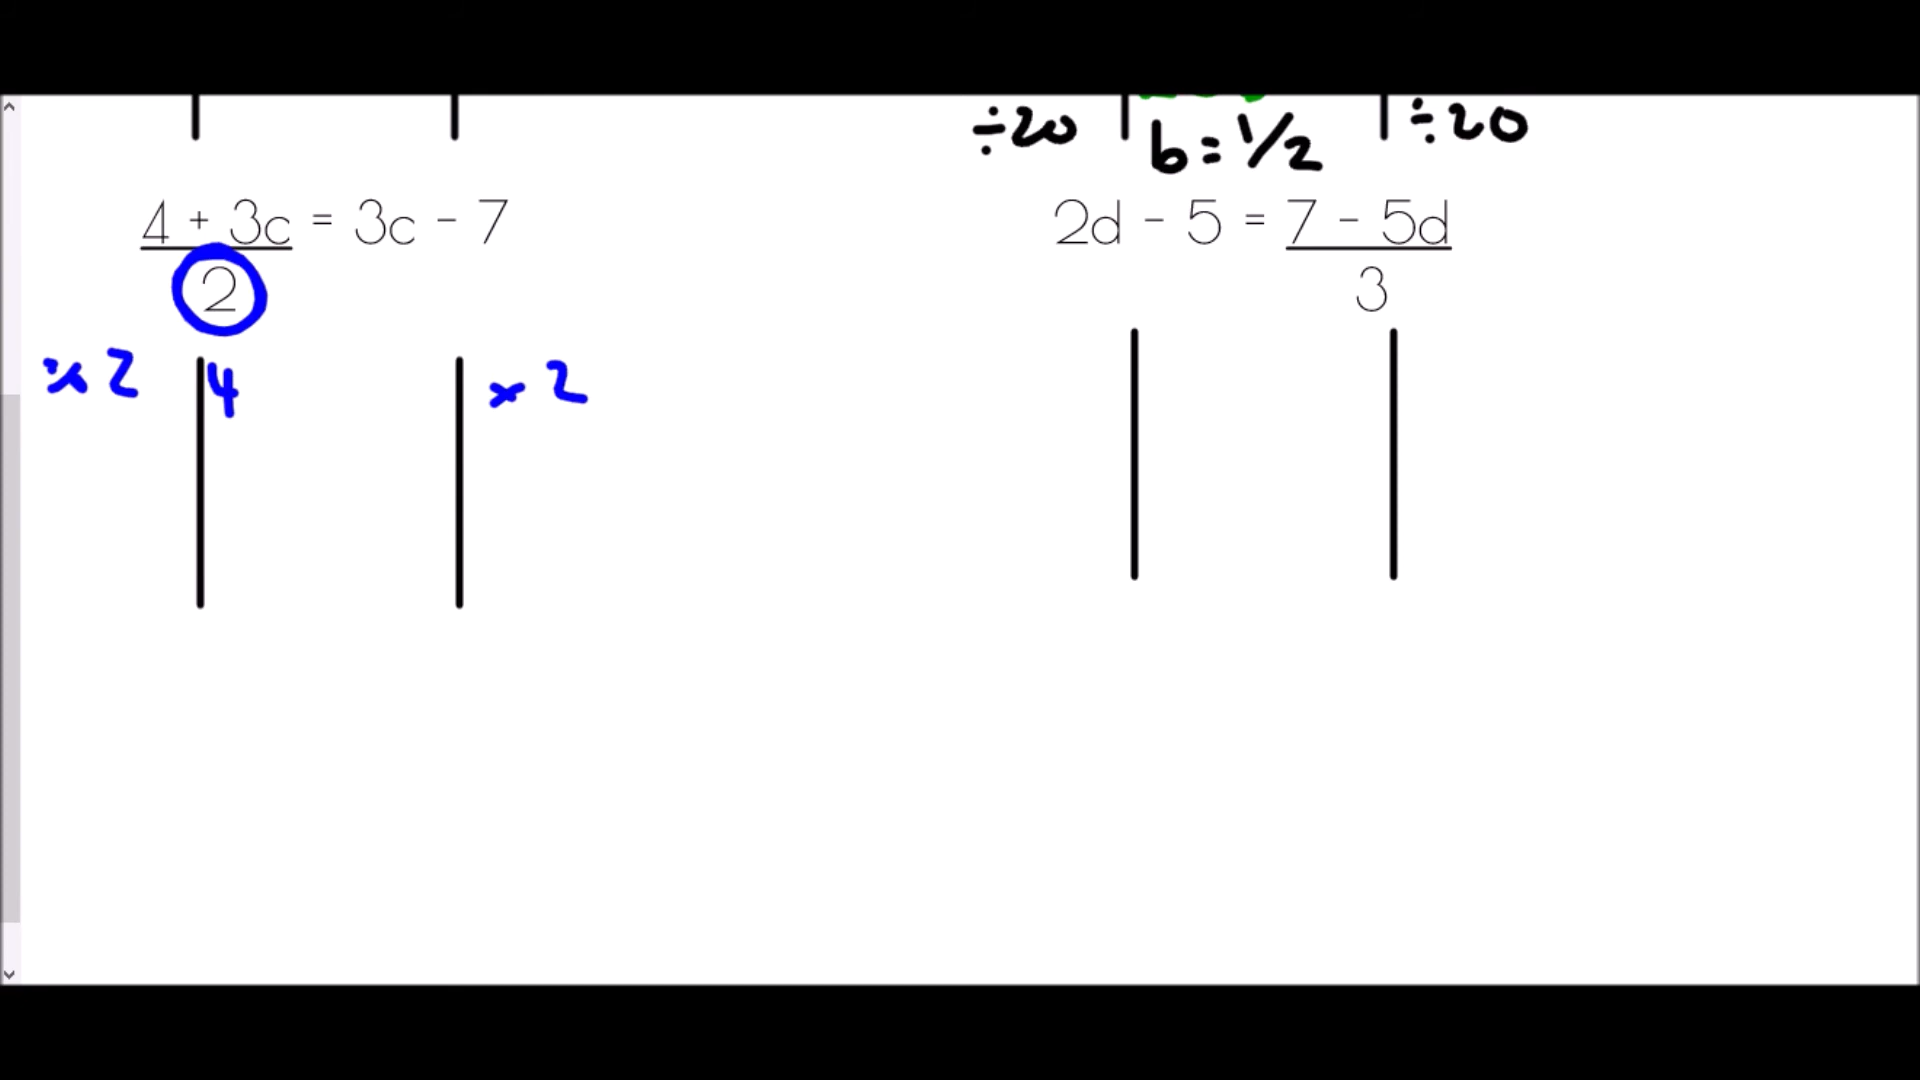 ÷20 b = 1/2 ÷20
4 + 3c = 3c - 7
2
×2 4 ×2
2d - 5 = 7 - 5d
3